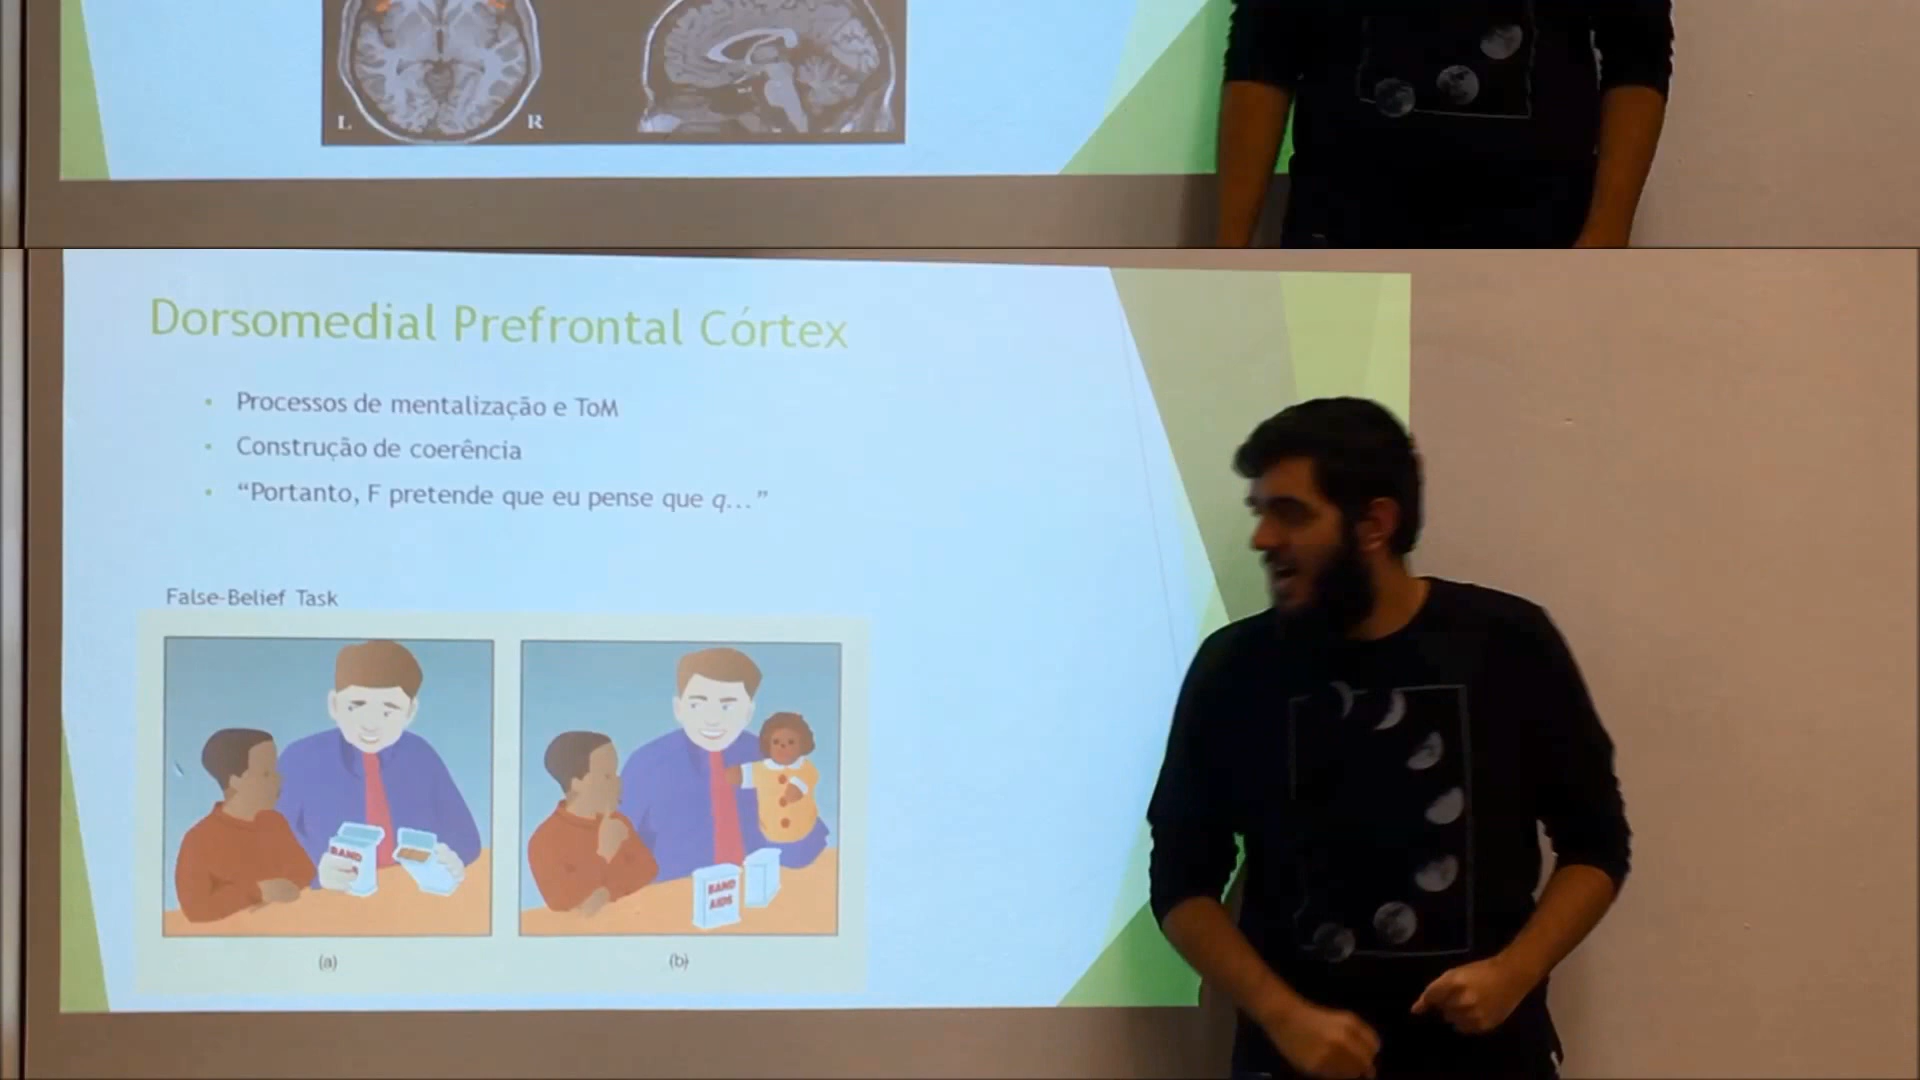 L R
Dorsomedial Prefrontal Córtex
Processos de mentalização e ToM
Construção de coerência
“Portanto, F pretende que eu pense que q...”
False-Belief Task
BAND
BAND
AIDS
(a) (b)